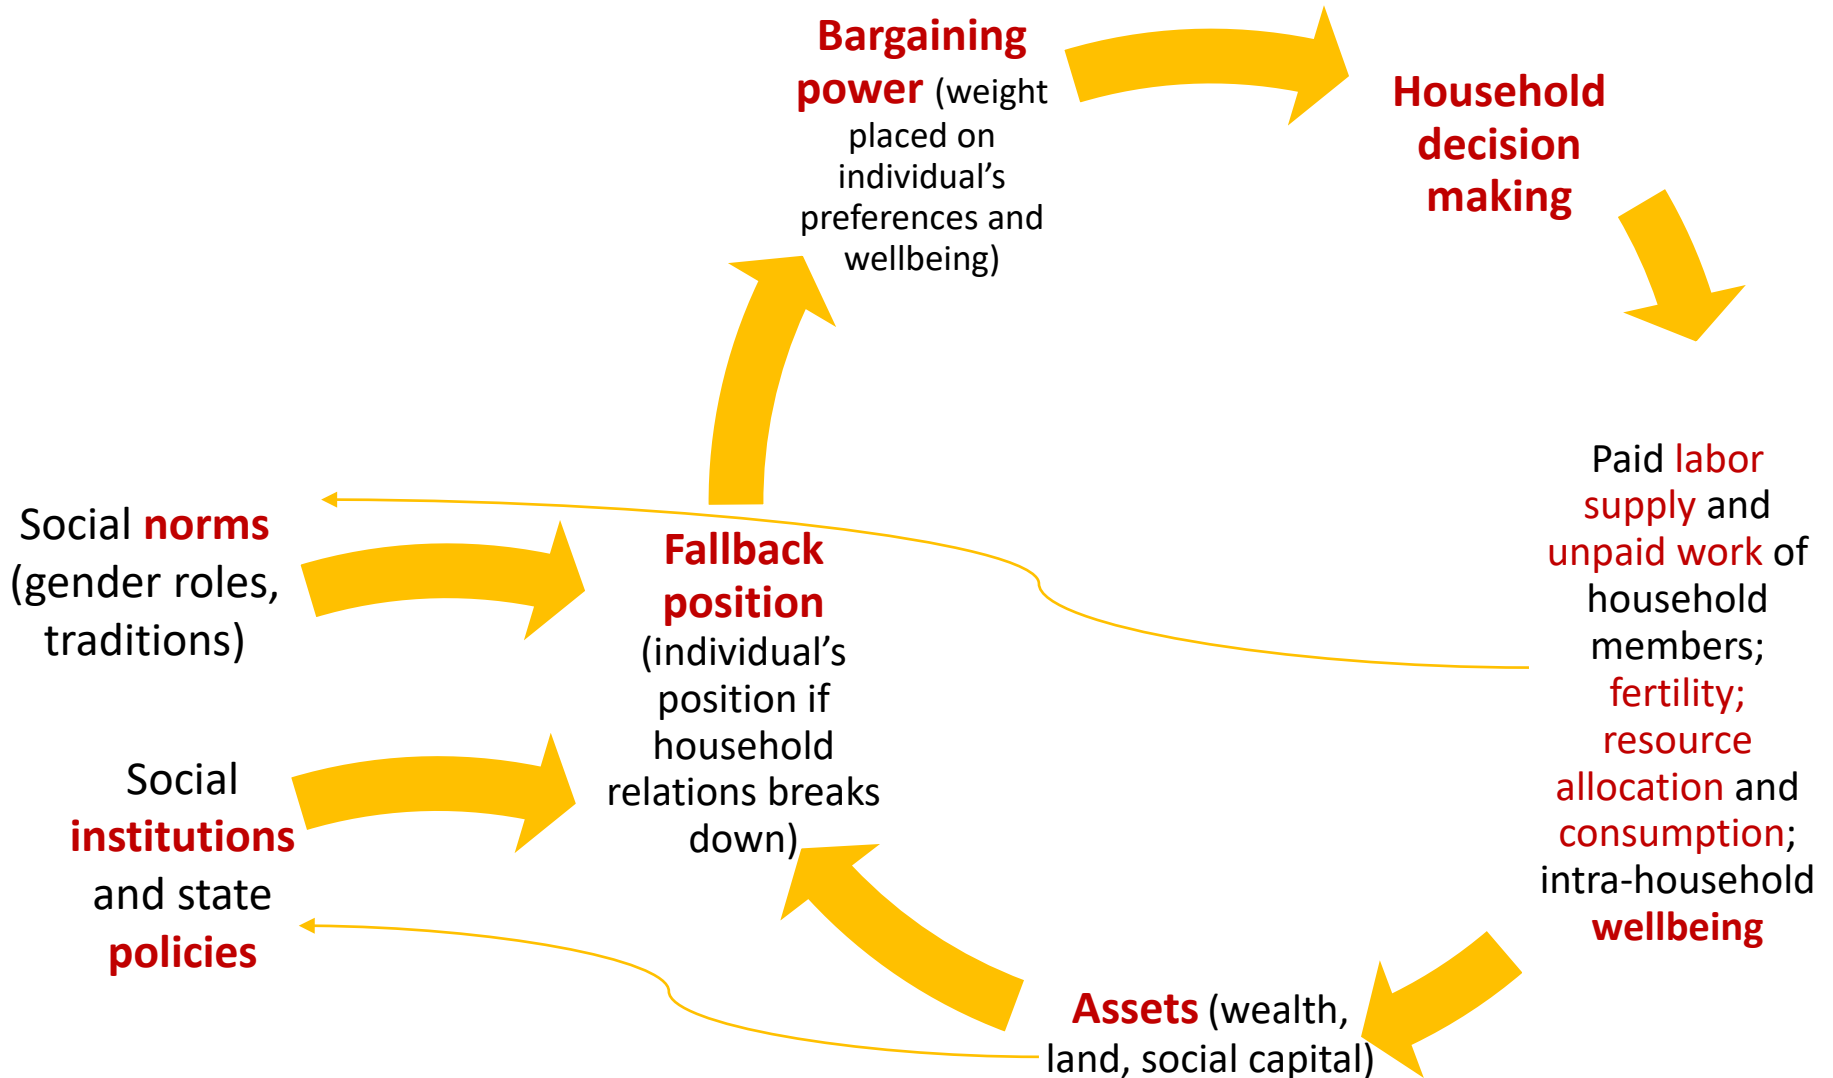 Bargaining
power (weight
placed on
individual’s
preferences and
wellbeing)
Household
decision
making
Paid labor
supply and
unpaid work of
household
members;
fertility;
resource
allocation and
consumption;
intra-household
wellbeing
Assets (wealth,
land, social capital)
Fallback
position
(individual’s
position if
household
relations breaks
down)
Social norms
(gender roles,
traditions)
Social
institutions
and state
policies